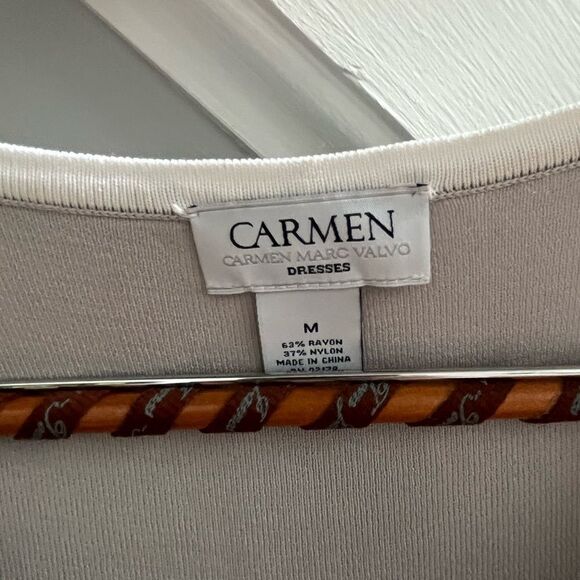 CARMEN
CARMEN MARC VALVO
DRESSES
M
63% RAYON
37% NYLON
MADE IN CHINA